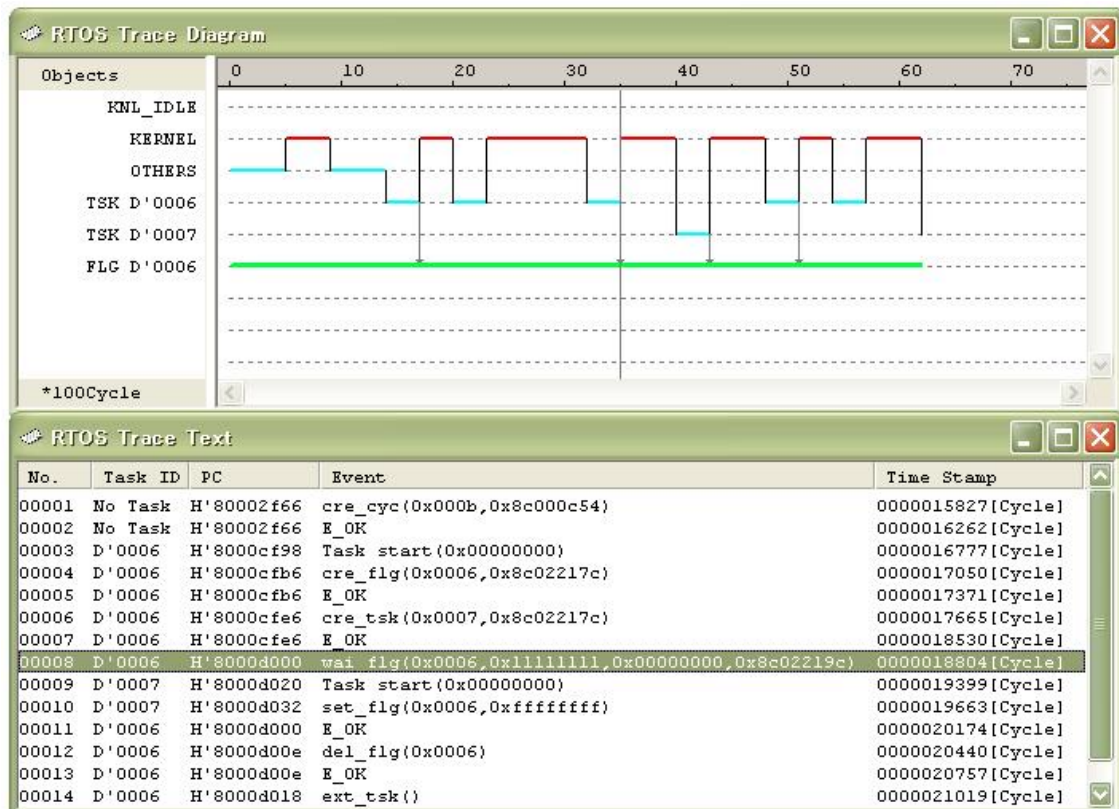 RTOS Trace Diagram
Objects 0 10 20 30 40 50 60 70
KNL_IDLE
KERNEL
OTHERS
TSK D'0006
TSK D'0007
FLG D'0006
*100Cycle
RTOS Trace Text
No. Task ID PC Event Time Stamp
00001 No Task H'80002f66 cre_cyc(0x000b,0x8c000c54) 0000015827[Cycle]
00002 No Task H'80002f66 E_OK 0000016262[Cycle]
00003 D'0006 H'8000cf98 Task start(0x00000000) 0000016777[Cycle]
00004 D'0006 H'8000cfb6 cre_flg(0x0006,0x8c02217c) 0000017050[Cycle]
00005 D'0006 H'8000cfb6 E_OK 0000017371[Cycle]
00006 D'0006 H'8000cfe6 cre_tsk(0x0007,0x8c02217c) 0000017665[Cycle]
00007 D'0006 H'8000cfe6 E_OK 0000018530[Cycle]
00008 D'0006 H'8000d000 wai_flg(0x0006,0x11111111,0x00000000,0x8c02219c) 0000018804[Cycle]
00009 D'0007 H'8000d020 Task start(0x00000000) 0000019399[Cycle]
00010 D'0007 H'8000d032 set_flg(0x0006,0xffffffff) 0000019663[Cycle]
00011 D'0006 H'8000d000 E_OK 0000020174[Cycle]
00012 D'0006 H'8000d00e del_flg(0x0006) 0000020440[Cycle]
00013 D'0006 H'8000d00e E_OK 0000020757[Cycle]
00014 D'0006 H'8000d018 ext_tsk() 0000021019[Cycle]